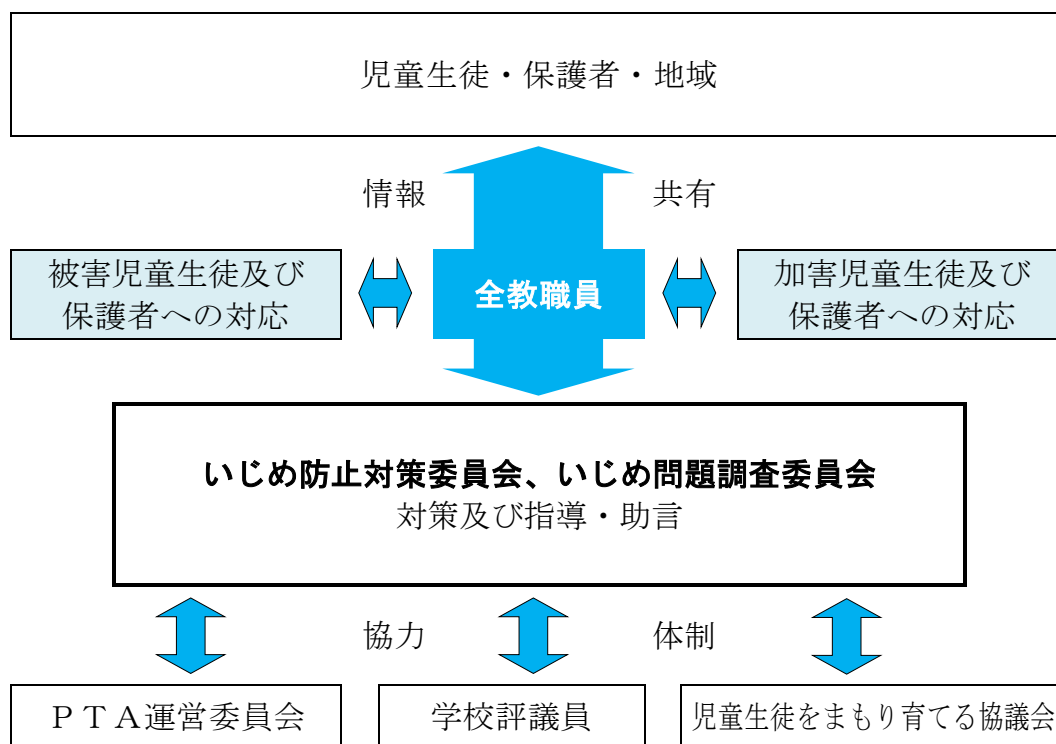 児童生徒・保護者・地域
情報
共有
被害児童生徒及び
保護者への対応
全教職員
加害児童生徒及び
保護者への対応
いじめ防止対策委員会、いじめ問題調査委員会
対策及び指導・助言
協力
体制
ＰＴＡ運営委員会
学校評議員
児童生徒をまもり育てる協議会